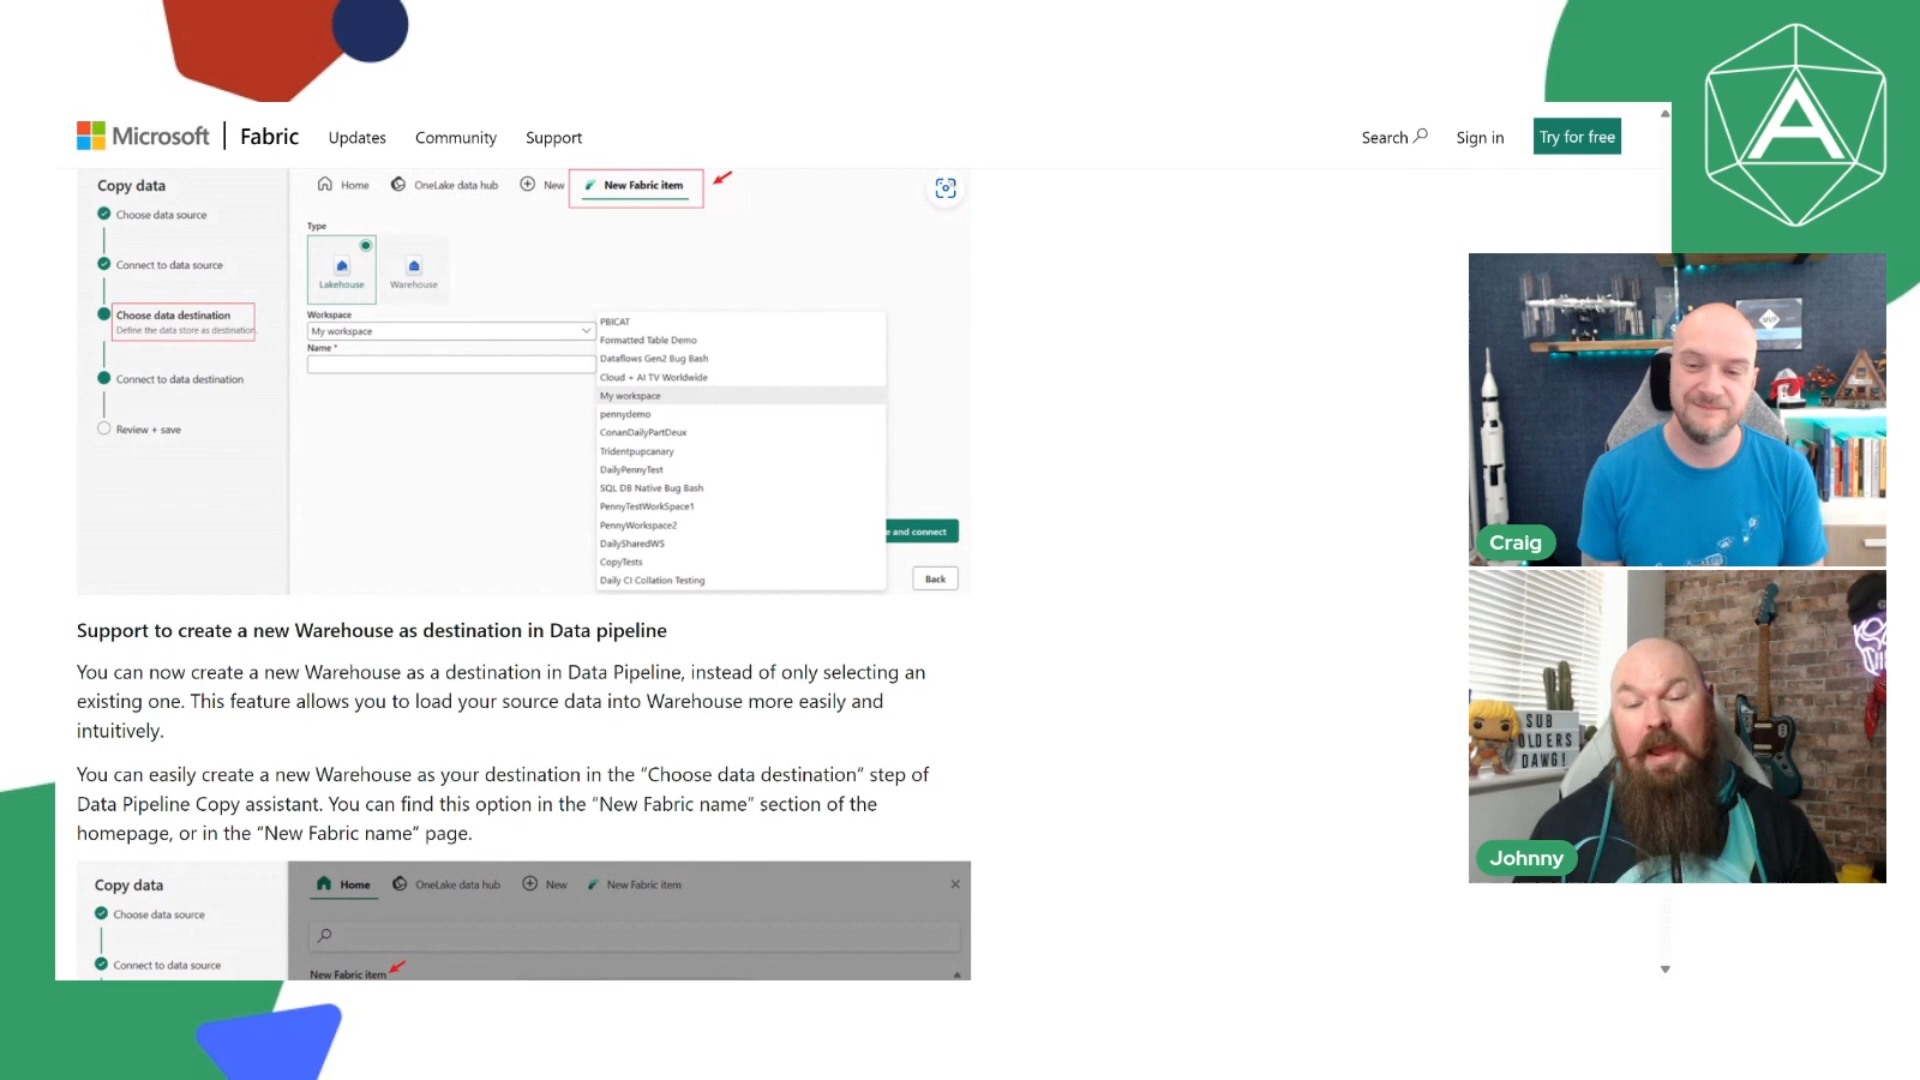 Microsoft | Fabric Updates Community Support Search Sign in Try for free
A
Copy data
Choose data source
Connect to data source
Choose data destination
Define the data store as destination
Connect to data destination
Review + save
Home OneLake data hub New New Fabric item
Type
Lakehouse Warehouse
Workspace
My workspace
Name *
PBICAT
Formatted Table Demo
Dataflows Gen2 Bug Bash
Cloud + AI TV Worldwide
My workspace
pennydemo
ConanDailyPartDeux
Tridentpupcanary
DailyPennyTest
SQL DB Native Bug Bash
PennyTestWorkSpace1
PennyWorkspace2
DailySharedWS
CopyTests
Daily CI Collation Testing
e and connect
Back
Support to create a new Warehouse as destination in Data pipeline
You can now create a new Warehouse as a destination in Data Pipeline, instead of only selecting an
existing one. This feature allows you to load your source data into Warehouse more easily and
intuitively.
You can easily create a new Warehouse as your destination in the “Choose data destination” step of
Data Pipeline Copy assistant. You can find this option in the “New Fabric name” section of the
homepage, or in the “New Fabric name” page.
Copy data
Choose data source
Connect to data source
Home OneLake data hub New New Fabric item
New Fabric item
MVP
Craig
SUB
OLDERS
DAWG!
Johnny